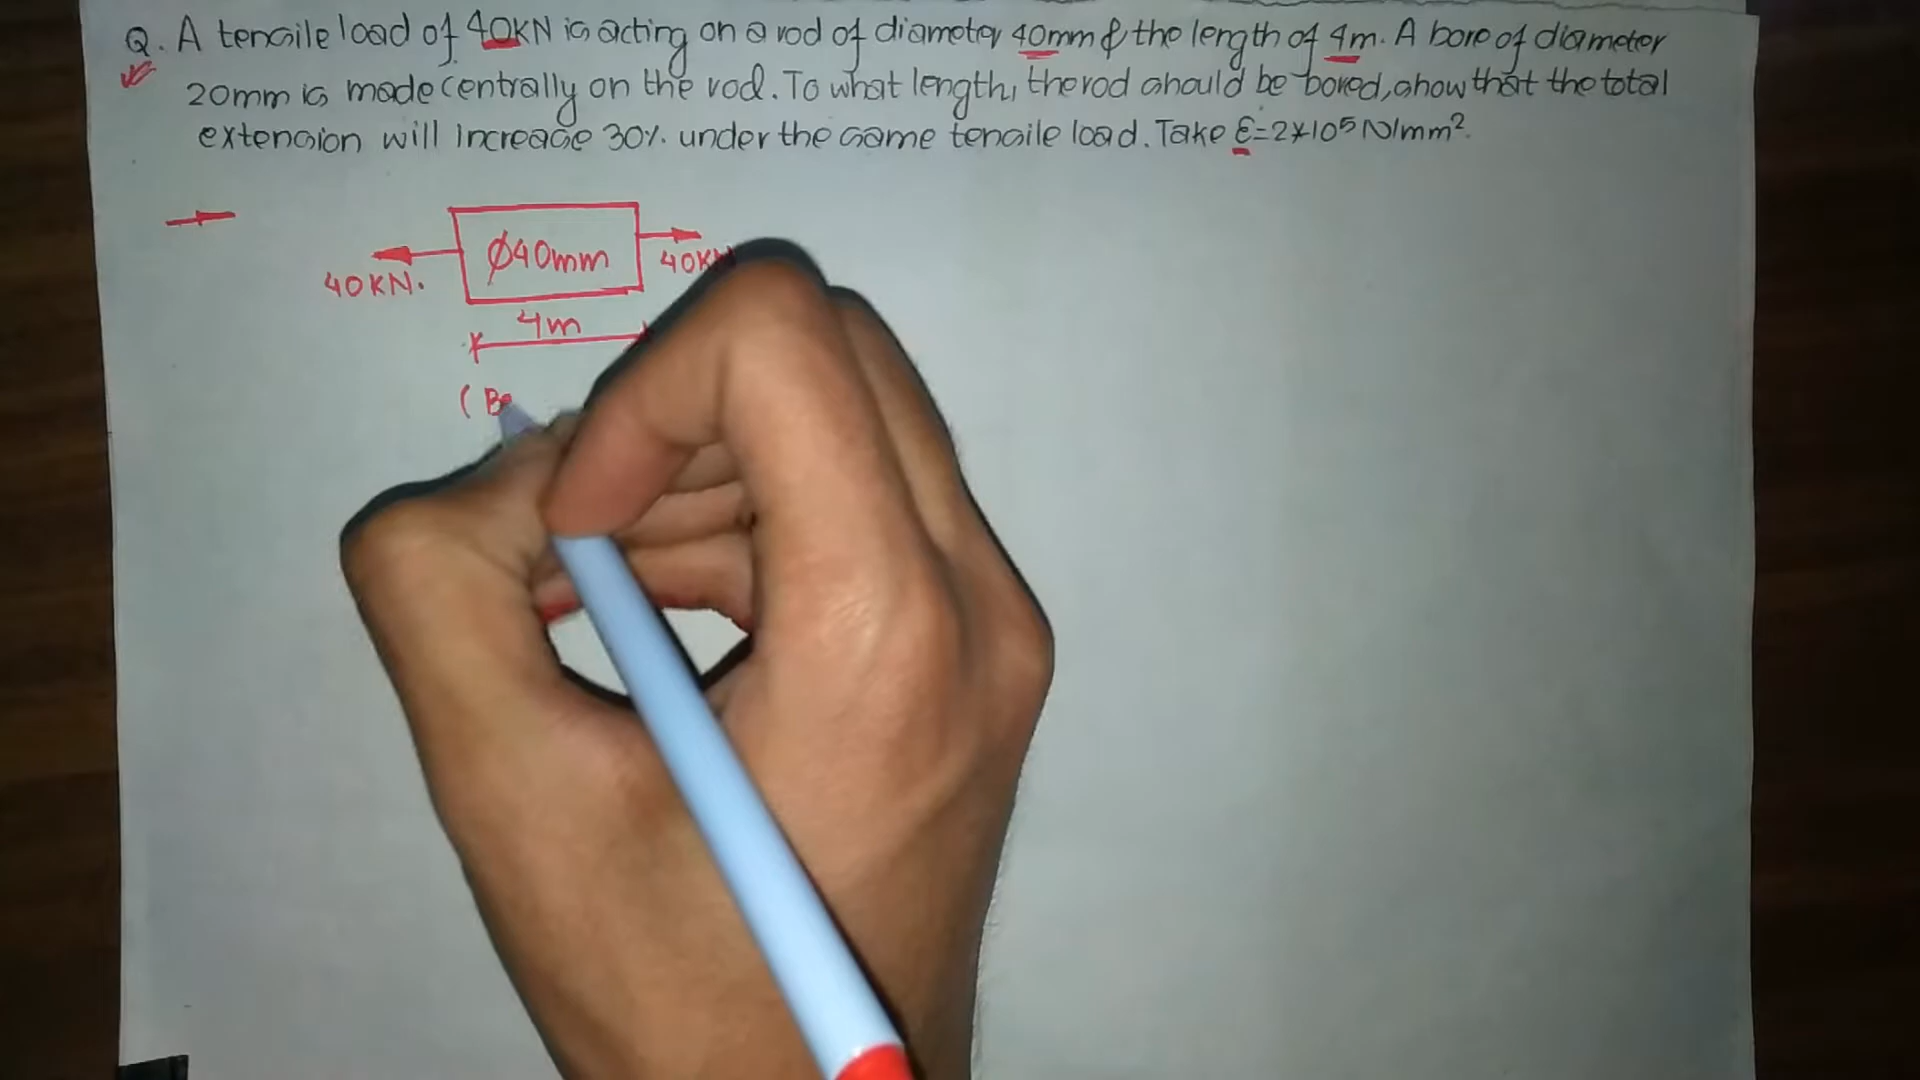 Q. A tensile load of 40KN is acting on a rod of diameter 40mm & the length of 4m. A bore of diameter
20mm is made centrally on the rod. To what length, the rod should be bored, show that the total
extension will increase 30%. under the same tensile load. Take E=2*10⁵ N/mm².
Ø40mm
40KN.
40KN
4m
(Be